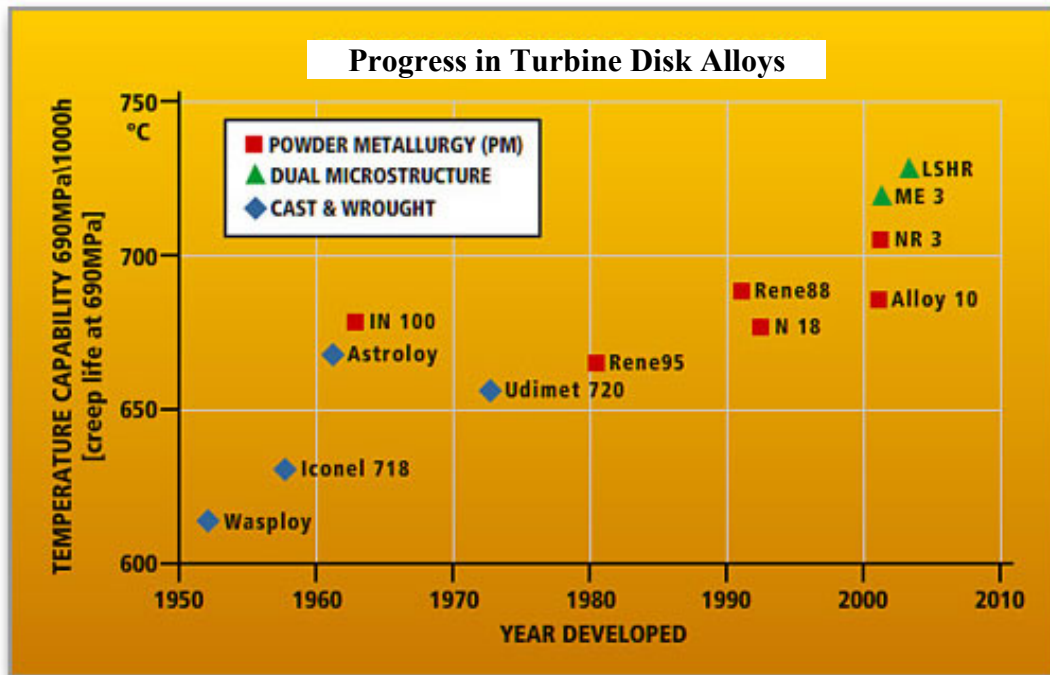 Progress in Turbine Disk Alloys
TEMPERATURE CAPABILITY 690MPa\1000h
[creep life at 690MPa]
750
°C
700
650
600
POWDER METALLURGY (PM)
DUAL MICROSTRUCTURE
CAST & WROUGHT
LSHR
ME 3
NR 3
Rene88
Alloy 10
IN 100
N 18
Astroloy
Rene95
Udimet 720
Iconel 718
Wasploy
1950 1960 1970 1980 1990 2000 2010
YEAR DEVELOPED